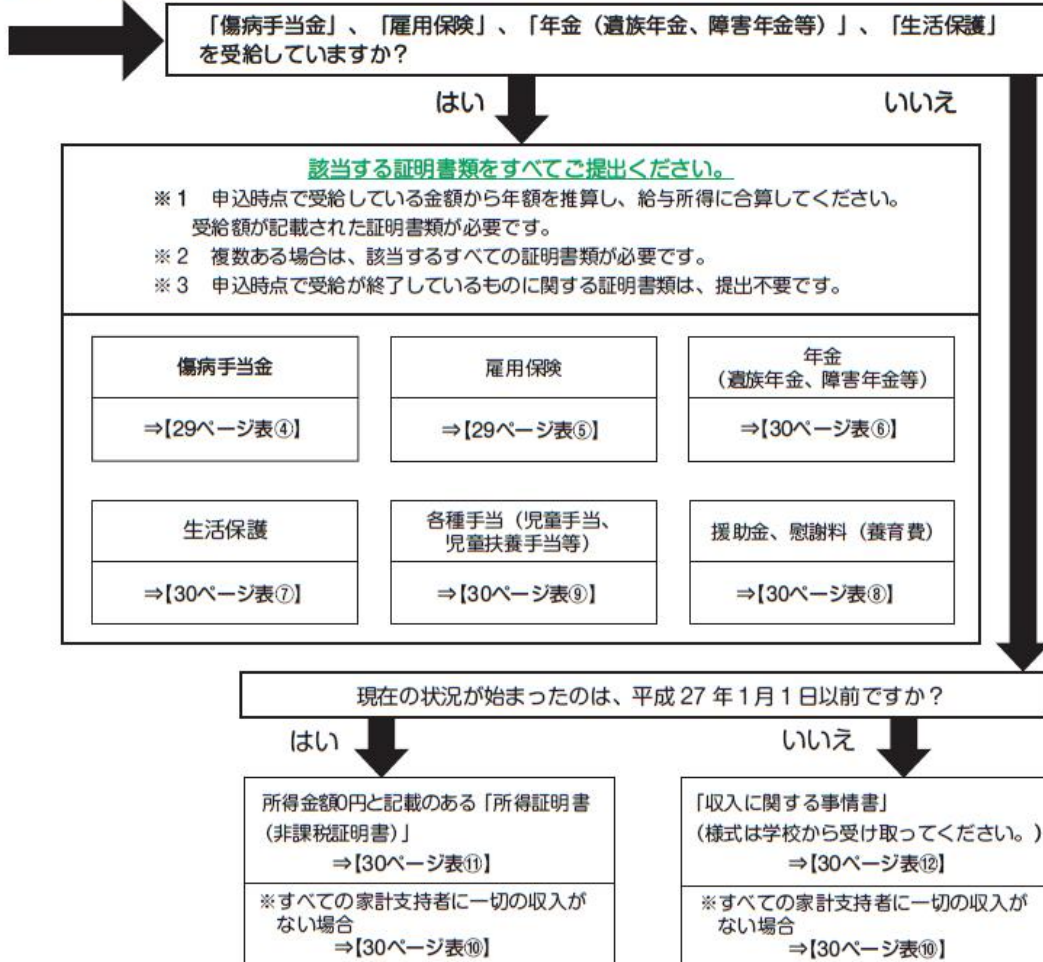 「傷病手当金」、「雇用保険」、「年金（遺族年金、障害年金等）」、「生活保護」
を受給していますか？
はい
いいえ
該当する証明書類をすべてご提出ください。
※１　申込時点で受給している金額から年額を推算し、給与所得に合算してください。
受給額が記載された証明書類が必要です。
※２　複数ある場合は、該当するすべての証明書類が必要です。
※３　申込時点で受給が終了しているものに関する証明書類は、提出不要です。
傷病手当金
⇒【29ページ表④】
雇用保険
⇒【29ページ表⑤】
年金
（遺族年金、障害年金等）
⇒【30ページ表⑥】
生活保護
⇒【30ページ表⑦】
各種手当（児童手当、
児童扶養手当等）
⇒【30ページ表⑨】
援助金、慰謝料（養育費）
⇒【30ページ表⑧】
現在の状況が始まったのは、平成 27 年１月１日以前ですか？
はい
いいえ
所得金額0円と記載のある「所得証明書
（非課税証明書）」
⇒【30ページ表⑪】
※すべての家計支持者に一切の収入が
ない場合
⇒【30ページ表⑩】
「収入に関する事情書」
（様式は学校から受け取ってください。）
⇒【30ページ表⑫】
※すべての家計支持者に一切の収入が
ない場合
⇒【30ページ表⑩】